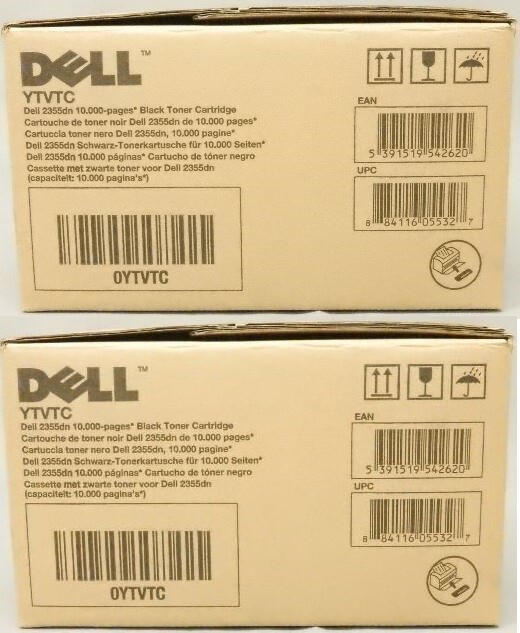 DELL™
YTVTC
Dell 2355dn 10.000-pages* Black Toner Cartridge
Cartouche de toner noir Dell 2355dn de 10.000 pages*
Cartuccia toner nero Dell 2355dn, 10.000 pagine*
Dell 2355dn Schwarz-Tonerkartusche für 10.000 Seiten*
Dell 2355dn 10.000 páginas* Cartucho de tóner negro
Cassette met zwarte toner voor Dell 2355dn
(capaciteit: 10.000 pagina's*)
0YTVTC
EAN
5 391519 542620
UPC
8 84116 05532 7
DELL™
YTVTC
Dell 2355dn 10.000-pages* Black Toner Cartridge
Cartouche de toner noir Dell 2355dn de 10.000 pages*
Cartuccia toner nero Dell 2355dn, 10.000 pagine*
Dell 2355dn Schwarz-Tonerkartusche für 10.000 Seiten*
Dell 2355dn 10.000 páginas* Cartucho de tóner negro
Cassette met zwarte toner voor Dell 2355dn
(capaciteit: 10.000 pagina's*)
0YTVTC
EAN
5 391519 542620
UPC
8 84116 05532 7